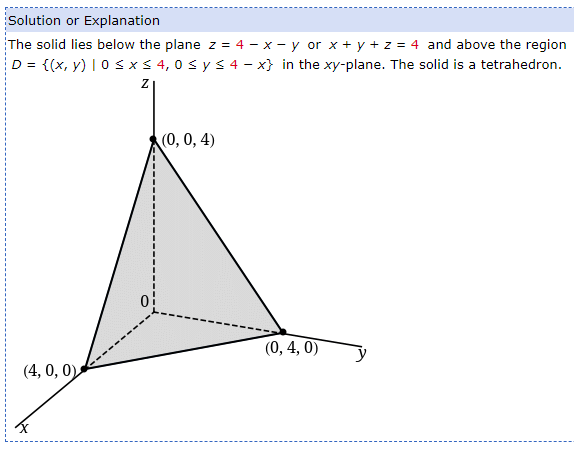 Solution or Explanation
The solid lies below the plane z = 4 − x − y or x + y + z = 4 and above the region
D = {(x, y) | 0 ≤ x ≤ 4, 0 ≤ y ≤ 4 − x} in the xy-plane. The solid is a tetrahedron.
z
(0, 0, 4)
0
(0, 4, 0)
y
(4, 0, 0)
x